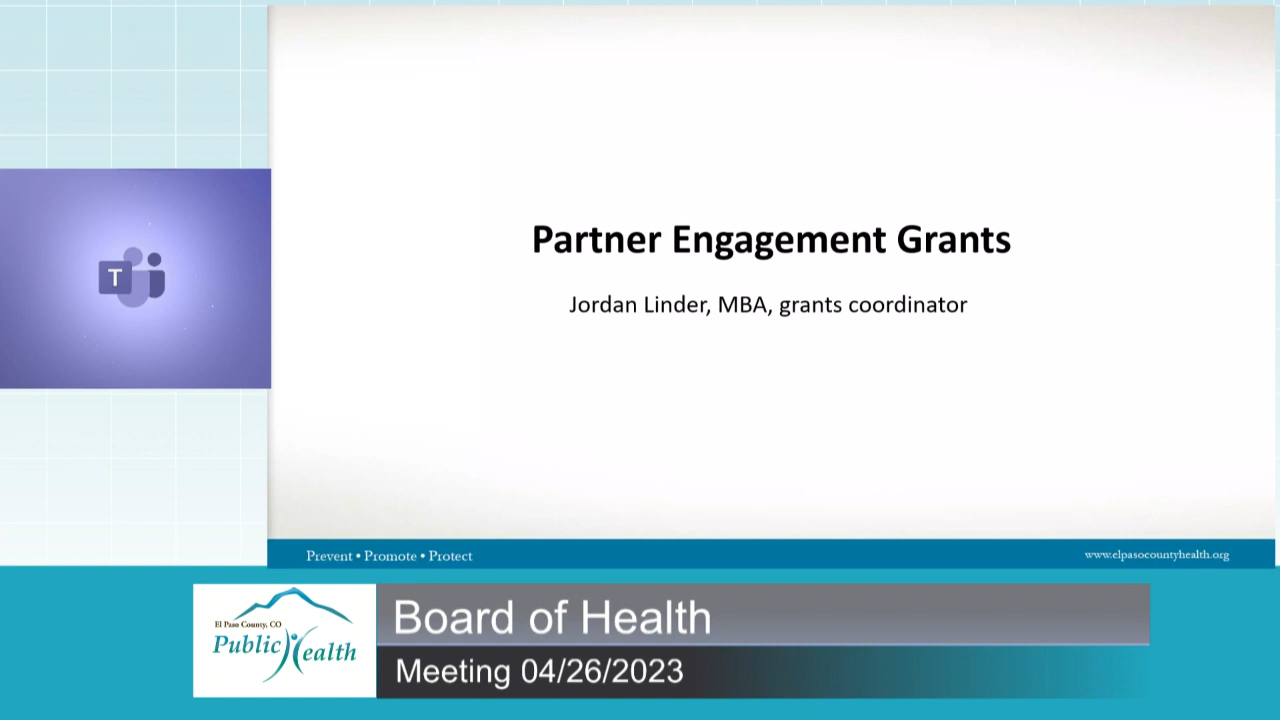 Partner Engagement Grants
Jordan Linder, MBA, grants coordinator
T
Prevent • Promote • Protect
www.elpasocountyhealth.org
El Paso County, CO
Public Health
Board of Health
Meeting 04/26/2023